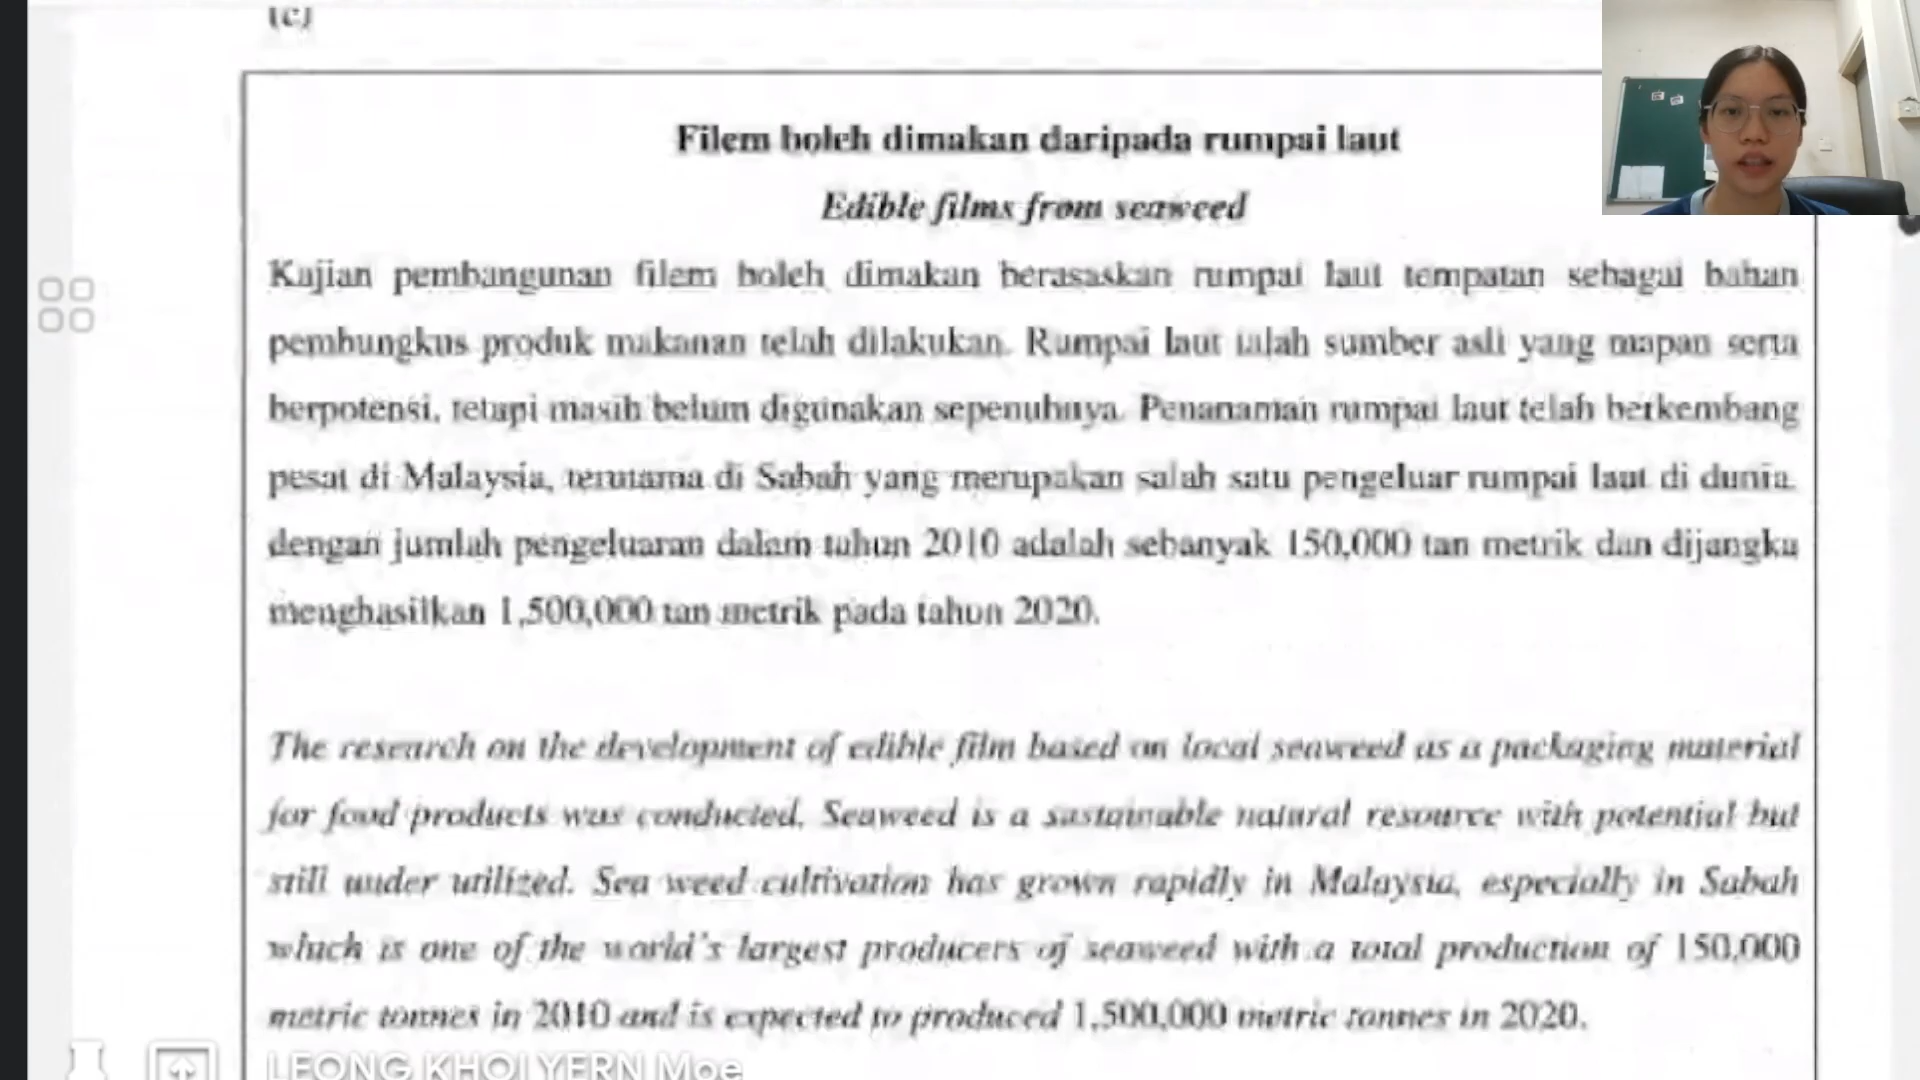 (c)
Filem boleh dimakan daripada rumpai laut
Edible films from seaweed
Kajian pembangunan filem boleh dimakan berasaskan rumpai laut tempatan sebagai bahan
pembungkus produk makanan telah dilakukan. Rumpai laut ialah sumber asli yang mapan serta
berpotensi, tetapi masih belum digunakan sepenuhnya. Penanaman rumpai laut telah berkembang
pesat di Malaysia, terutama di Sabah yang merupakan salah satu pengeluar rumpai laut di dunia,
dengan jumlah pengeluaran dalam tahun 2010 adalah sebanyak 150,000 tan metrik dan dijangka
menghasilkan 1,500,000 tan metrik pada tahun 2020.
The research on the development of edible film based on local seaweed as a packaging material
for food products was conducted. Seaweed is a sustainable natural resource with potential but
still under utilized. Sea weed cultivation has grown rapidly in Malaysia, especially in Sabah
which is one of the world's largest producers of seaweed with a total production of 150,000
metric tonnes in 2010 and is expected to produced 1,500,000 metric tonnes in 2020.
LEONG KHOI YERN Moe